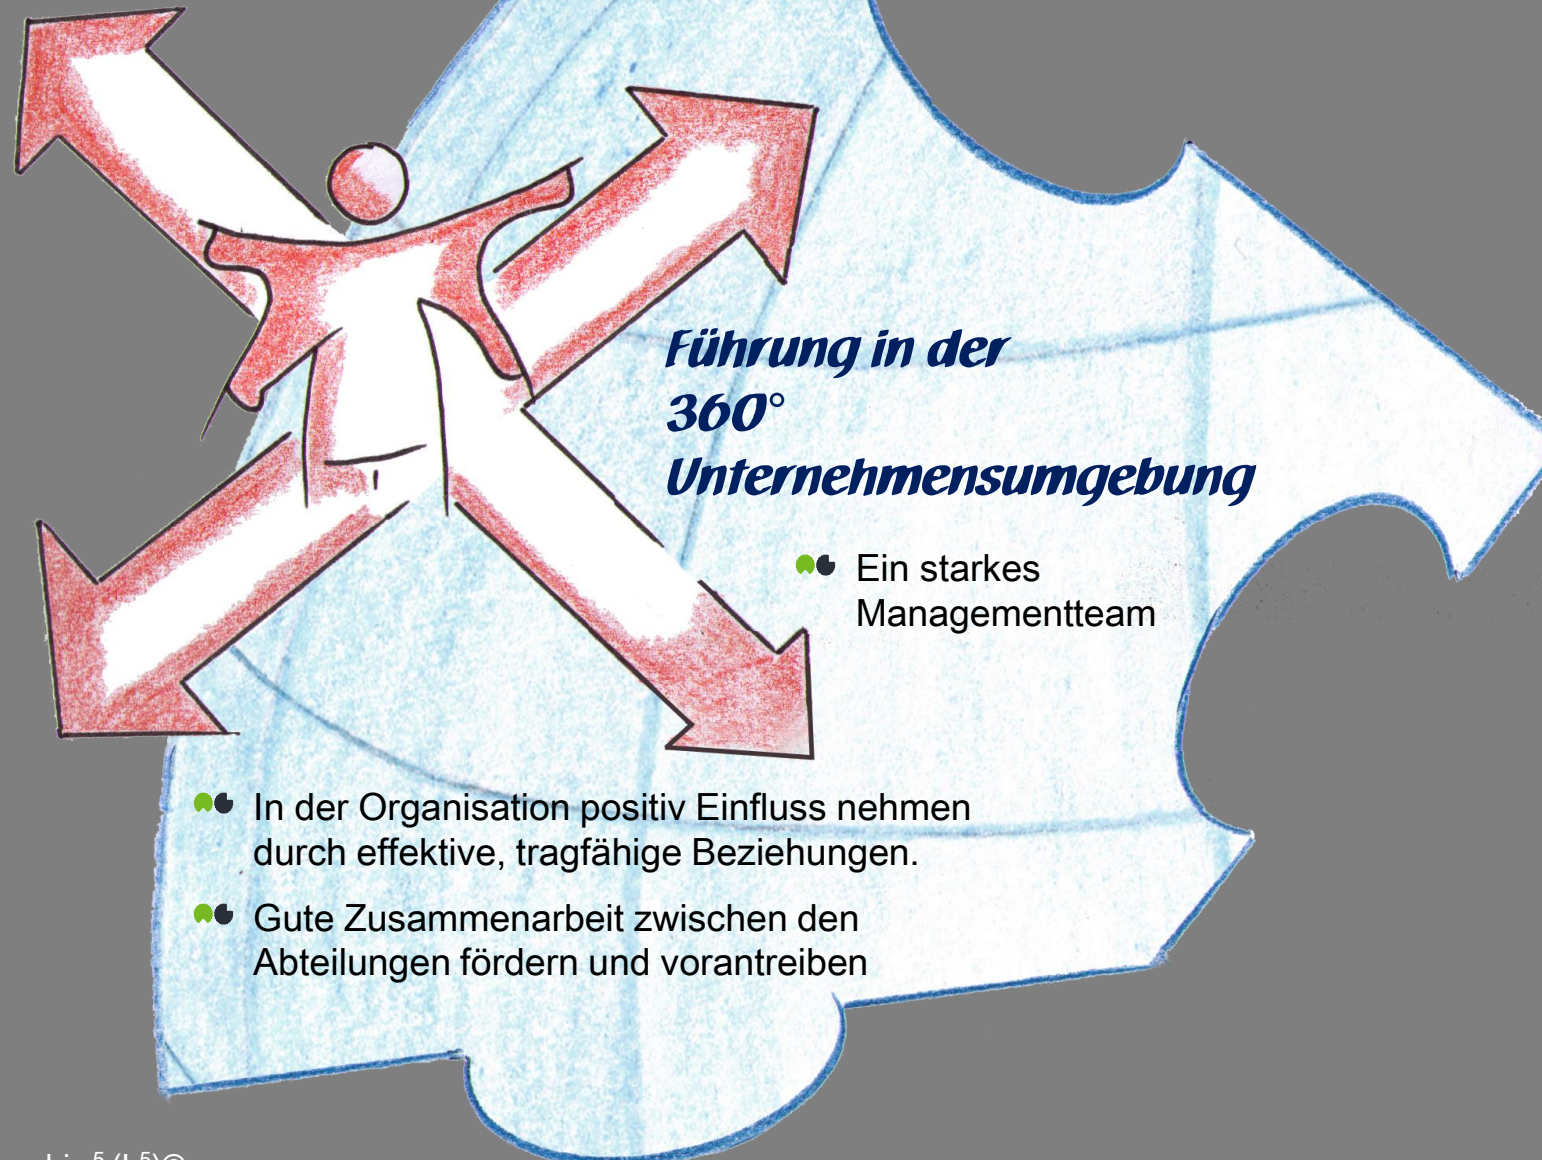 Führung in der
360°
Unternehmensumgebung
Ein starkes
Managementteam
In der Organisation positiv Einfluss nehmen
durch effektive, tragfähige Beziehungen.
Gute Zusammenarbeit zwischen den
Abteilungen fördern und vorantreiben